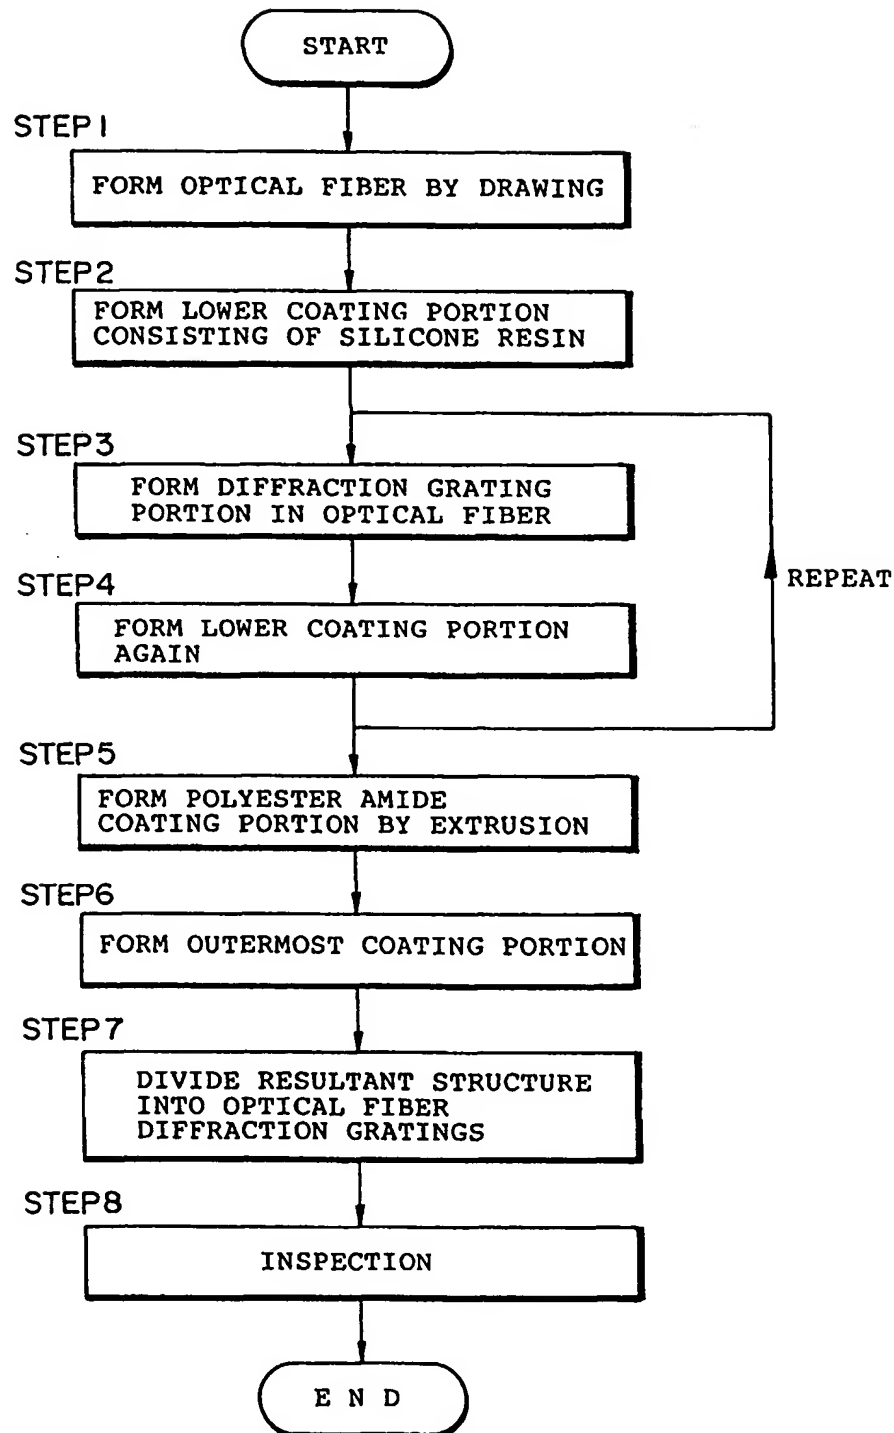 START
STEP1
FORM OPTICAL FIBER BY DRAWING
STEP2
FORM LOWER COATING PORTION
CONSISTING OF SILICONE RESIN
STEP3
FORM DIFFRACTION GRATING
PORTION IN OPTICAL FIBER
REPEAT
STEP4
FORM LOWER COATING PORTION
AGAIN
STEP5
FORM POLYESTER AMIDE
COATING PORTION BY EXTRUSION
STEP6
FORM OUTERMOST COATING PORTION
STEP7
DIVIDE RESULTANT STRUCTURE
INTO OPTICAL FIBER
DIFFRACTION GRATINGS
STEP8
INSPECTION
E N D